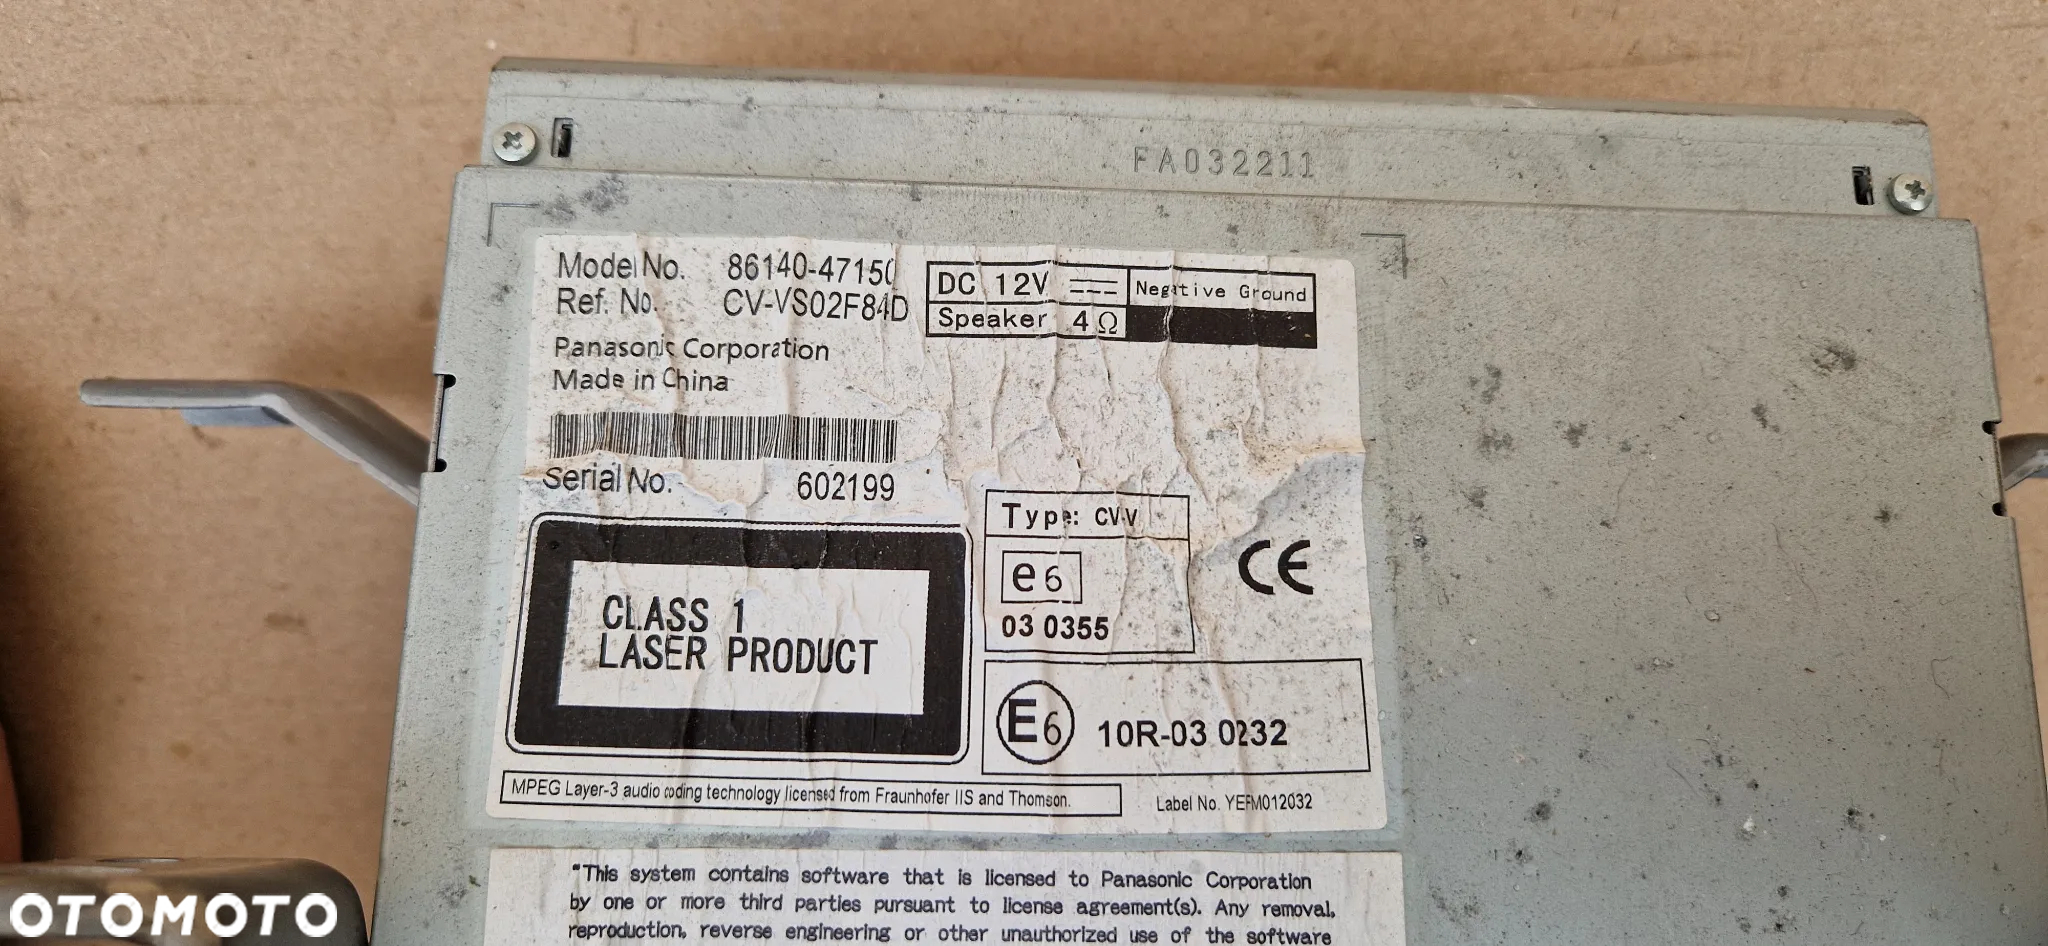 FA032211
Model No. 86140-47150
Ref. No. CV-VS02F84D
DC 12V Negative Ground
Speaker 4Ω
Panasonic Corporation
Made in China
Serial No. 602199
Type: CV-V
e6
03 0355
CE
CLASS 1
LASER PRODUCT
E6 10R-03 0232
MPEG Layer-3 audio coding technology licensed from Fraunhofer IIS and Thomson.
Label No. YEFM012032
"This system contains software that is licensed to Panasonic Corporation
by one or more third parties pursuant to license agreement(s). Any removal,
reproduction, reverse engineering or other unauthorized use of the software
OTOMOTO